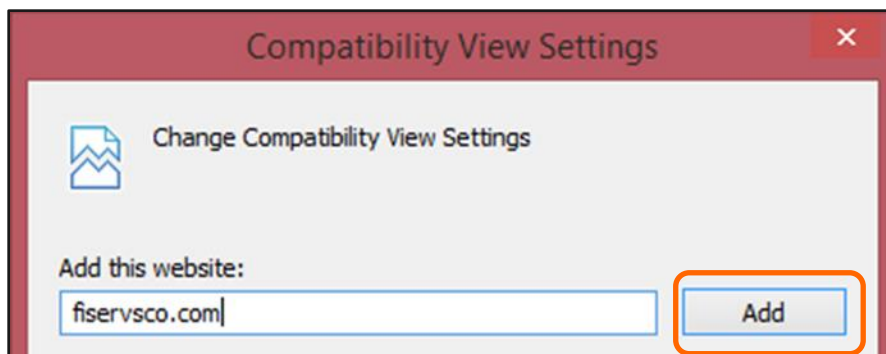 Compatibility View Settings
Change Compatibility View Settings
Add this website:
fiservsco.com
Add